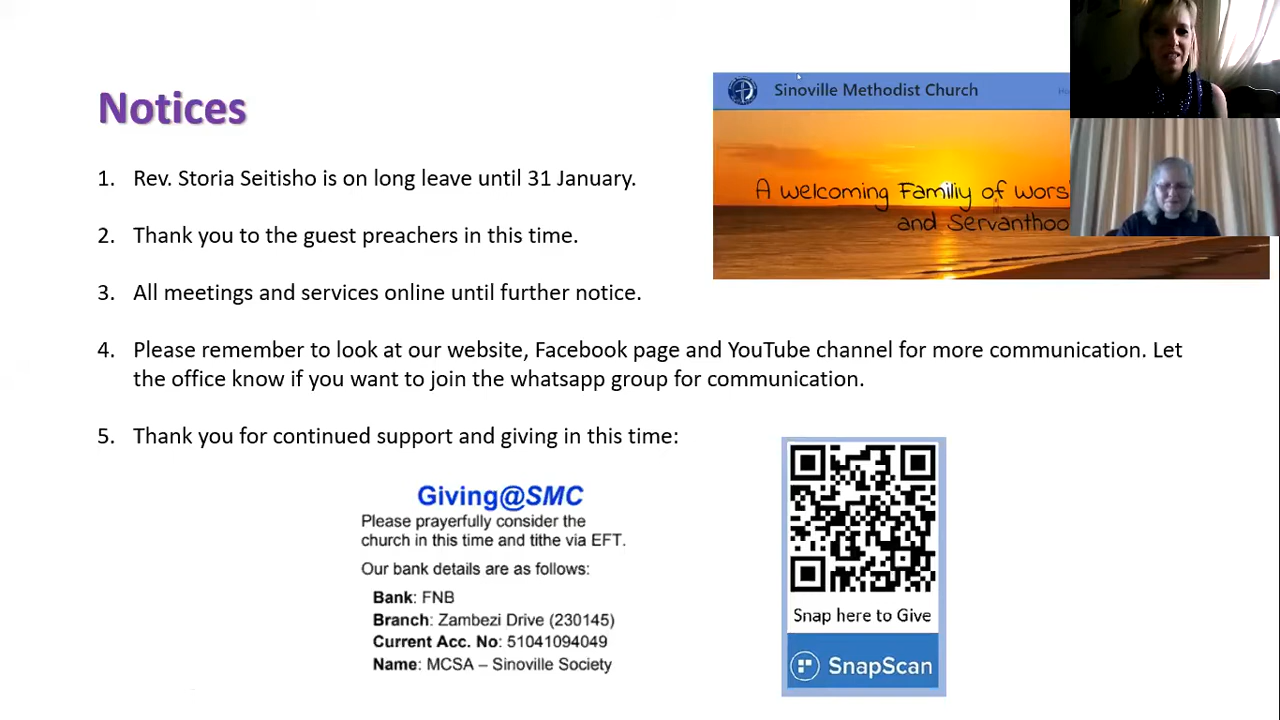 Notices
1. Rev. Storia Seitisho is on long leave until 31 January.
2. Thank you to the guest preachers in this time.
3. All meetings and services online until further notice.
4. Please remember to look at our website, Facebook page and YouTube channel for more communication. Let
the office know if you want to join the whatsapp group for communication.
5. Thank you for continued support and giving in this time:
Sinoville Methodist Church
A welcoming Familiy of wors
and Servanthoo
Giving@SMC
Please prayerfully consider the
church in this time and tithe via EFT.
Our bank details are as follows:
Bank: FNB
Branch: Zambezi Drive (230145)
Current Acc. No: 51041094049
Name: MCSA – Sinoville Society
Snap here to Give
SnapScan